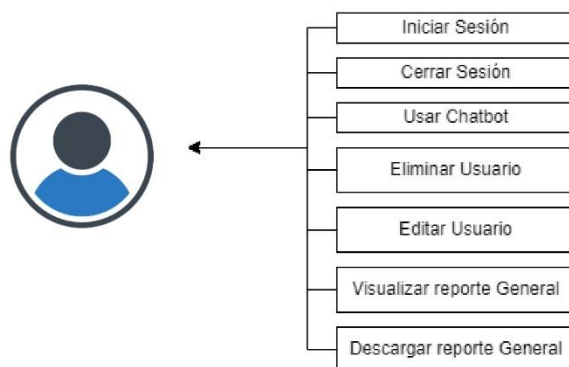 Iniciar Sesión
Cerrar Sesión
Usar Chatbot
Eliminar Usuario
Editar Usuario
Visualizar reporte General
Descargar reporte General